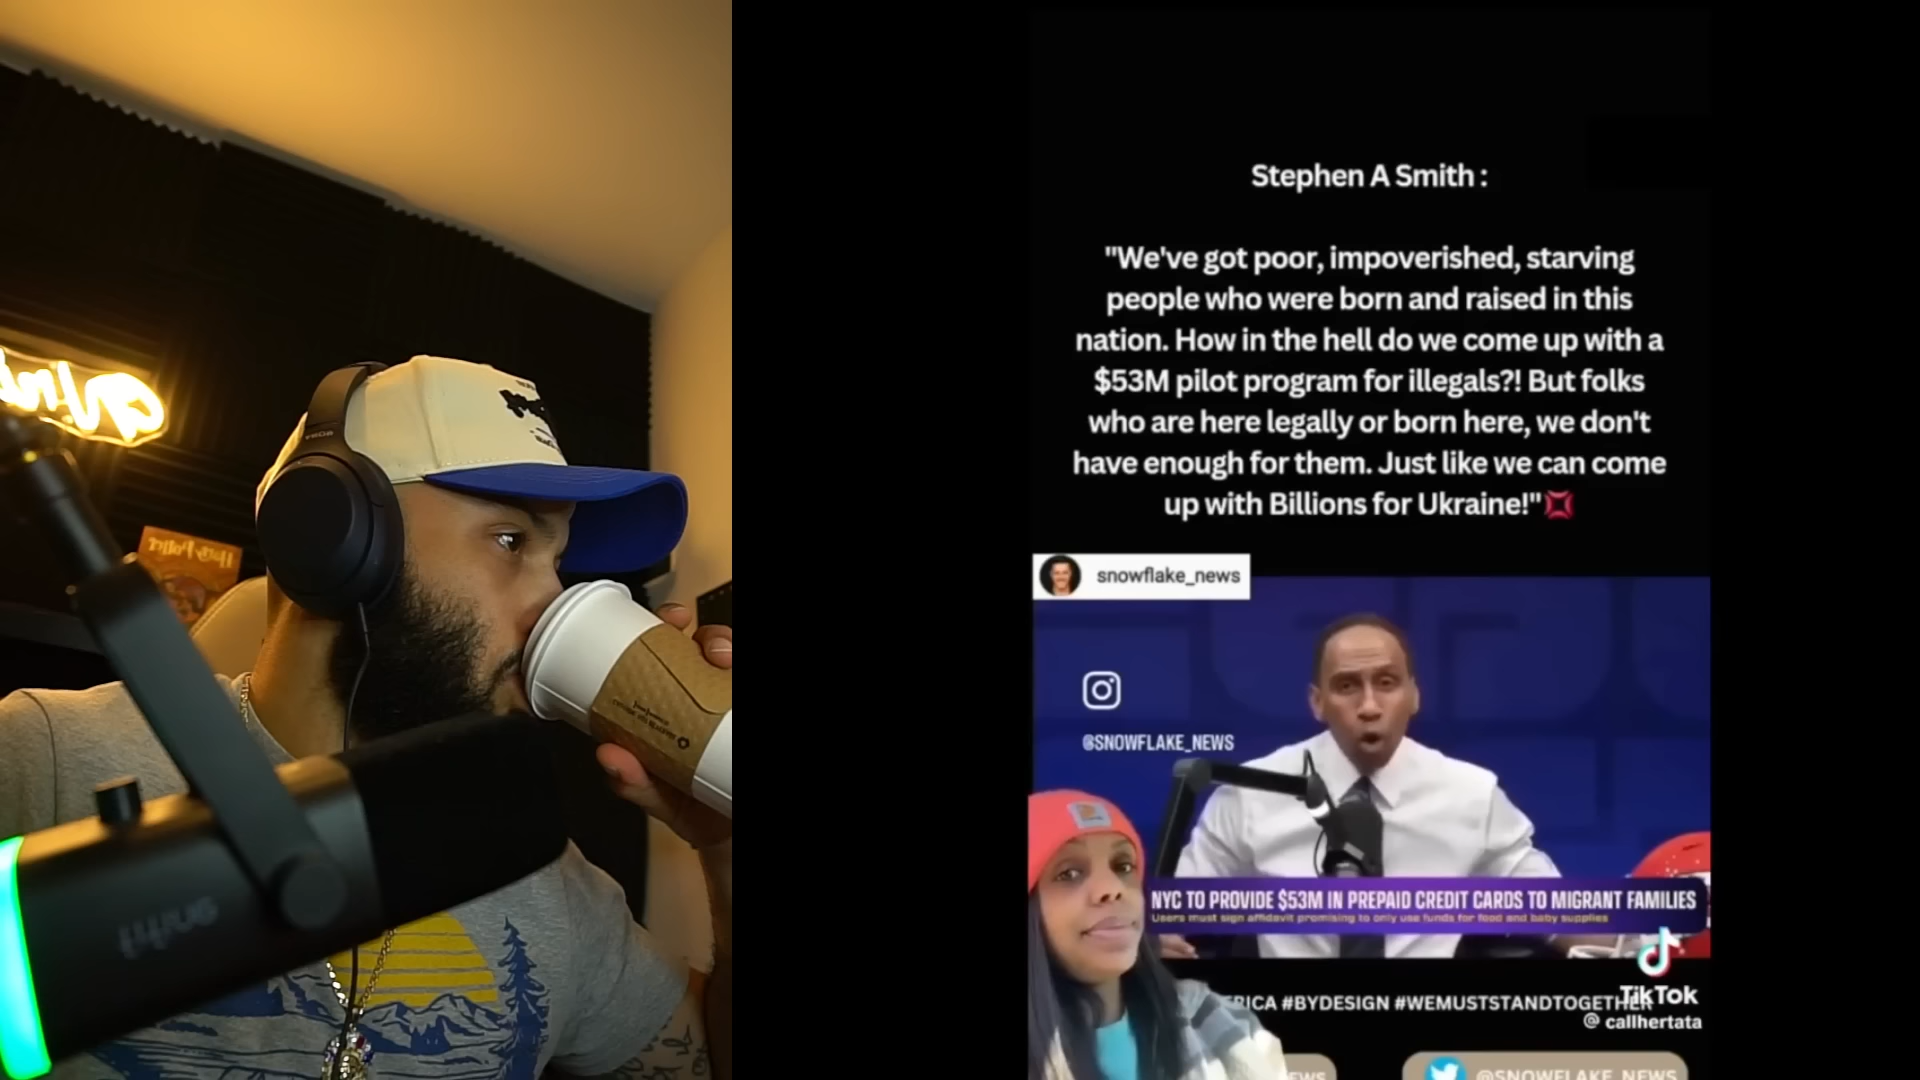 Stephen A Smith :
"We've got poor, impoverished, starving
people who were born and raised in this
nation. How in the hell do we come up with a
$53M pilot program for illegals?! But folks
who are here legally or born here, we don't
have enough for them. Just like we can come
up with Billions for Ukraine!"
snowflake_news
@SNOWFLAKE_NEWS
NYC TO PROVIDE $53M IN PREPAID CREDIT CARDS TO MIGRANT FAMILIES
Users must sign affidavit promising to only use funds for food and baby supplies
#BYDESIGN #WEMUSTSTANDTOGETHER
TikTok
@ callhertata
@SNOWFLAKE_NEWS
Harry Potter
SONY